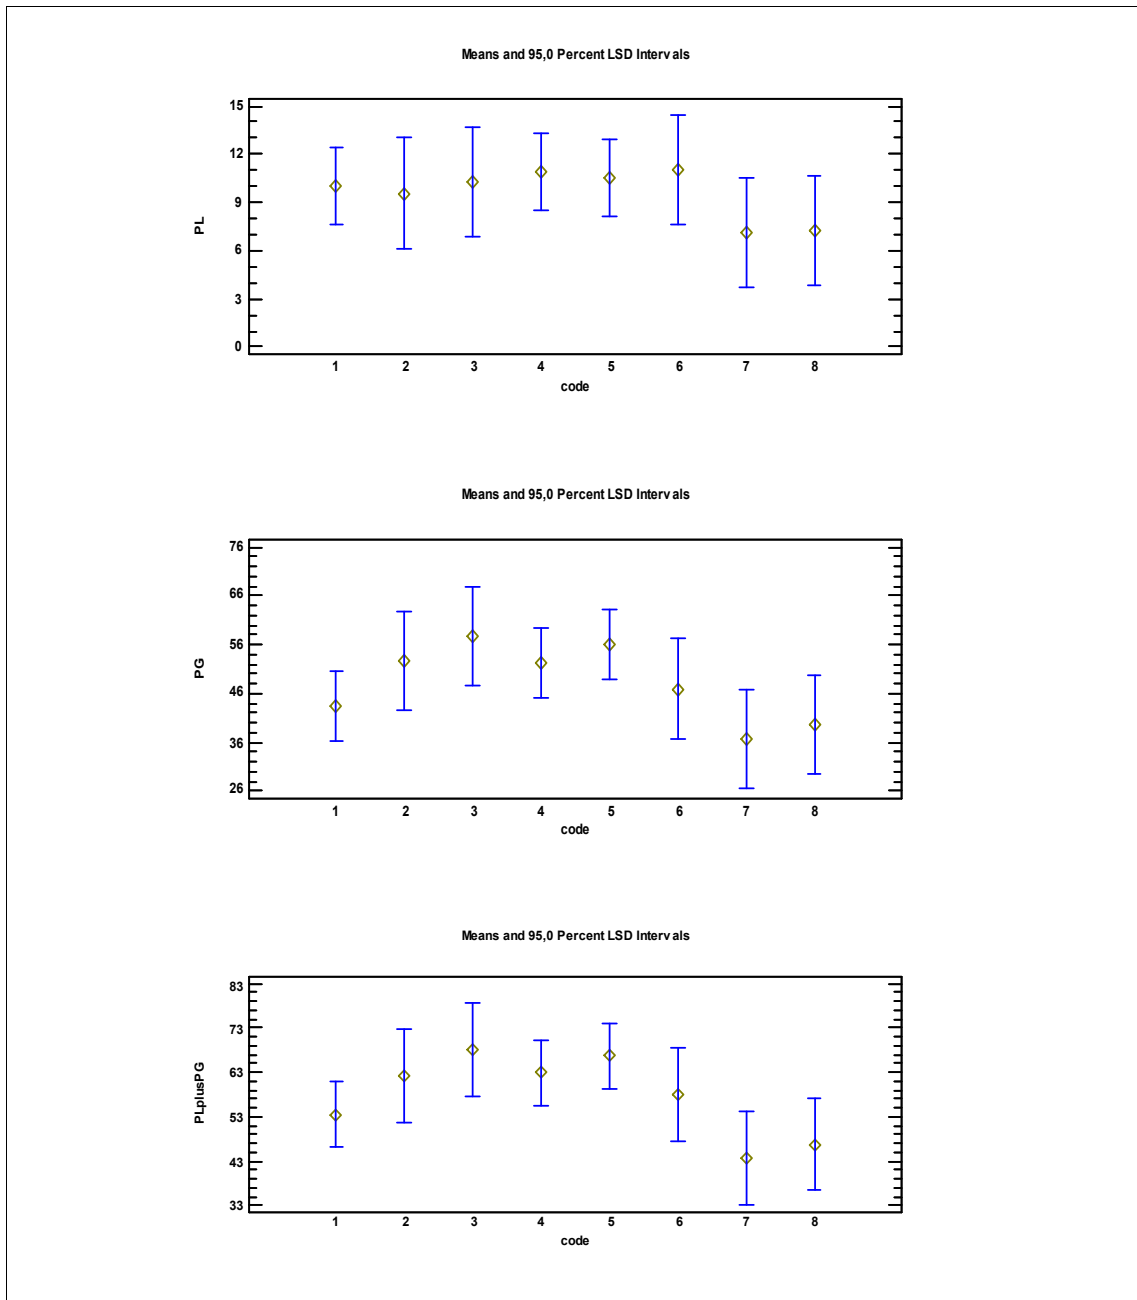 Means and 95,0 Percent LSD Intervals
15
12
9
6
3
0
PL
1 2 3 4 5 6 7 8
code
Means and 95,0 Percent LSD Intervals
76
66
56
46
36
26
PG
1 2 3 4 5 6 7 8
code
Means and 95,0 Percent LSD Intervals
83
73
63
53
43
33
PLplusPG
1 2 3 4 5 6 7 8
code